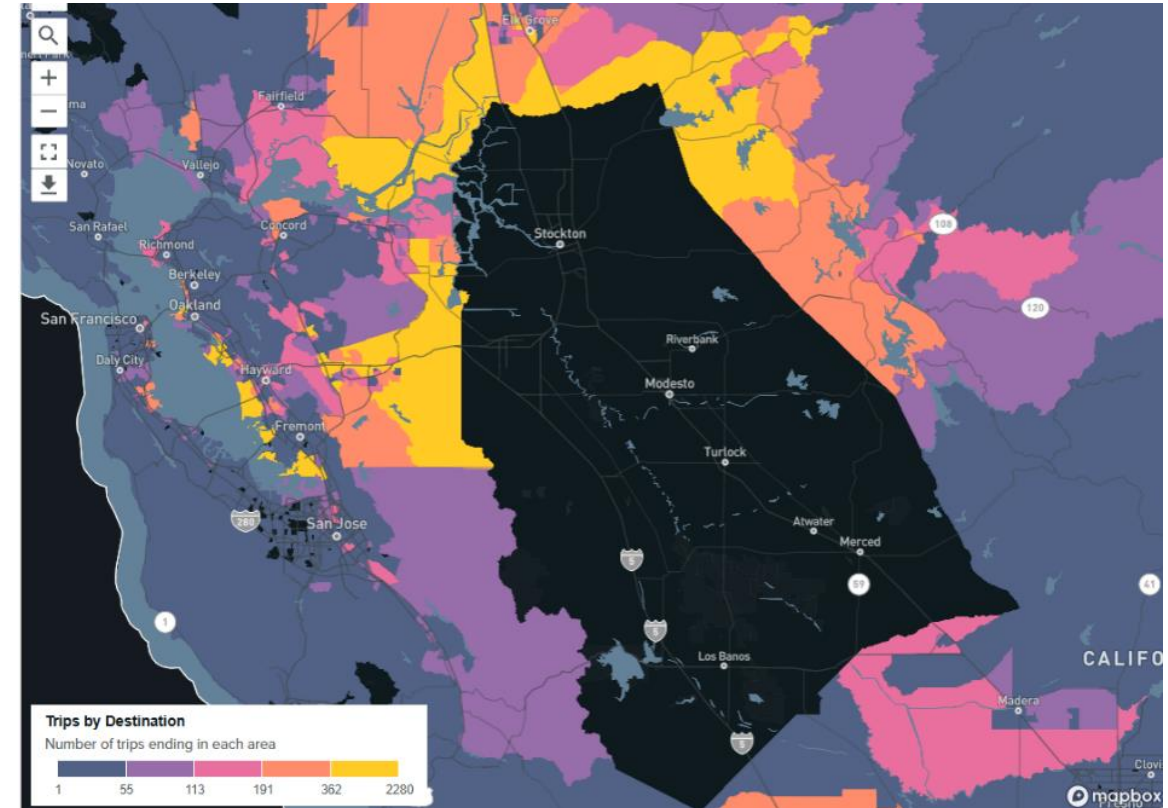 Elk Grove
Fairfield
ma
Novato
Vallejo
108
San Rafael
Concord
Stockton
Richmond
Berkeley
Oakland
120
San Francisco
Riverbank
Daly City
Hayward
Modesto
Fremont
Turlock
280
San Jose
Atwater
Merced
5
59
41
1
5
Los Banos
CALIFO
Madera
5
Trips by Destination
Number of trips ending in each area
1 55 113 191 362 2280
Clovi
mapbox